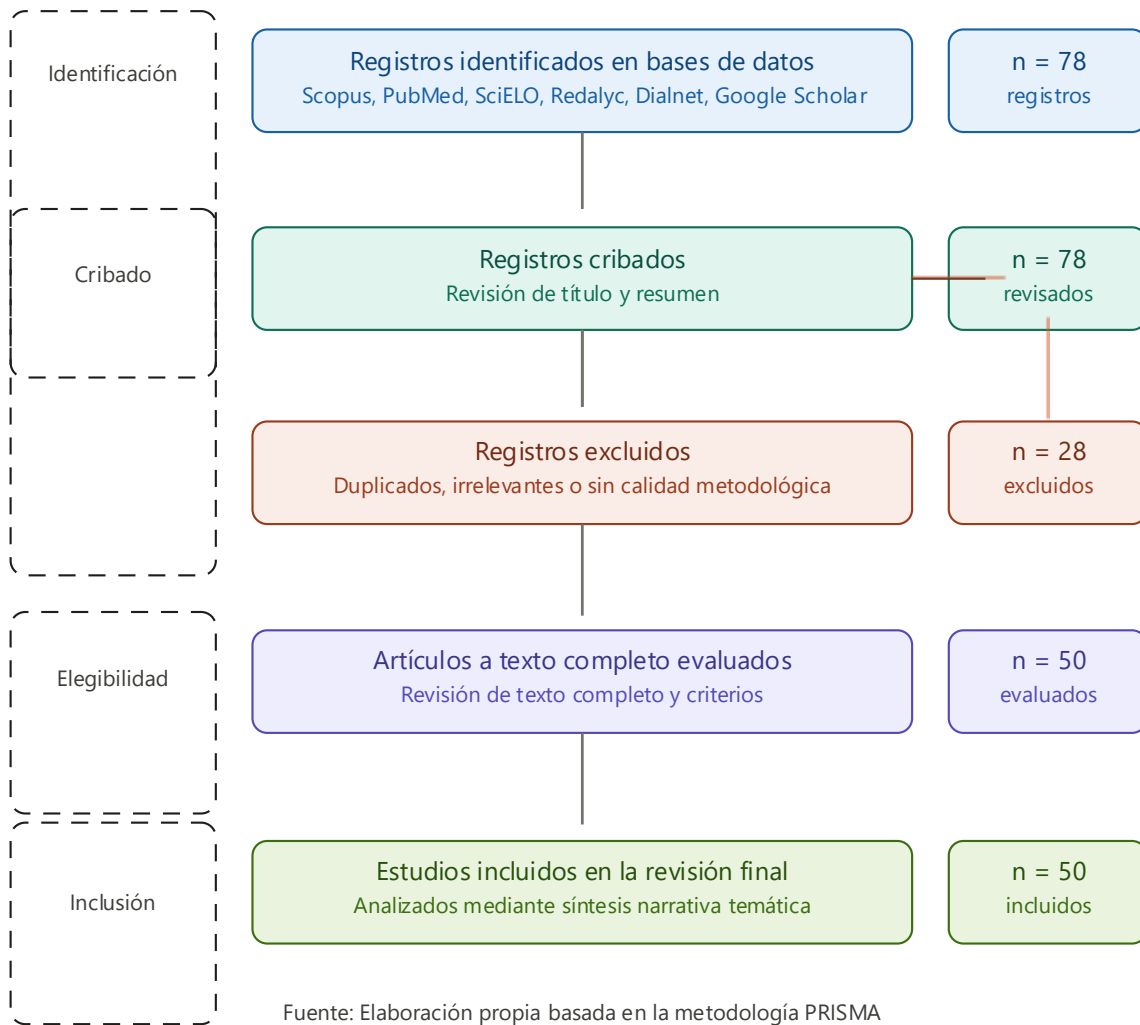 Identificación
Registros identificados en bases de datos
Scopus, PubMed, SciELO, Redalyc, Dialnet, Google Scholar
n = 78
registros
Cribado
Registros cribados
Revisión de título y resumen
n = 78
revisados
Registros excluidos
Duplicados, irrelevantes o sin calidad metodológica
n = 28
excluidos
Elegibilidad
Artículos a texto completo evaluados
Revisión de texto completo y criterios
n = 50
evaluados
Inclusión
Estudios incluidos en la revisión final
Analizados mediante síntesis narrativa temática
n = 50
incluidos
Fuente: Elaboración propia basada en la metodología PRISMA